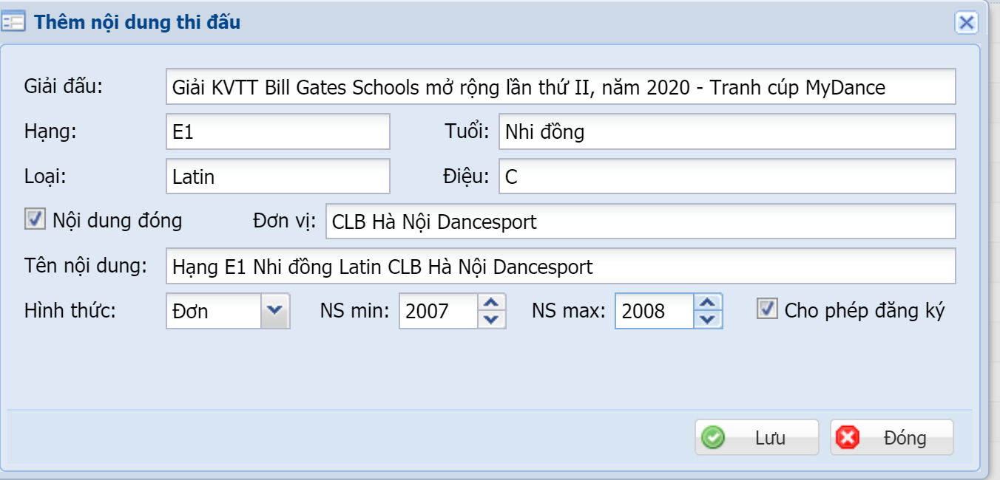 Thêm nội dung thi đấu
Giải đấu: Giải KVTT Bill Gates Schools mở rộng lần thứ II, năm 2020 - Tranh cúp MyDance
Hạng: E1 Tuổi: Nhi đồng
Loại: Latin Điệu: C
Nội dung đóng Đơn vị: CLB Hà Nội Dancesport
Tên nội dung: Hạng E1 Nhi đồng Latin CLB Hà Nội Dancesport
Hình thức: Đơn NS min: 2007 NS max: 2008 Cho phép đăng ký
Lưu Đóng